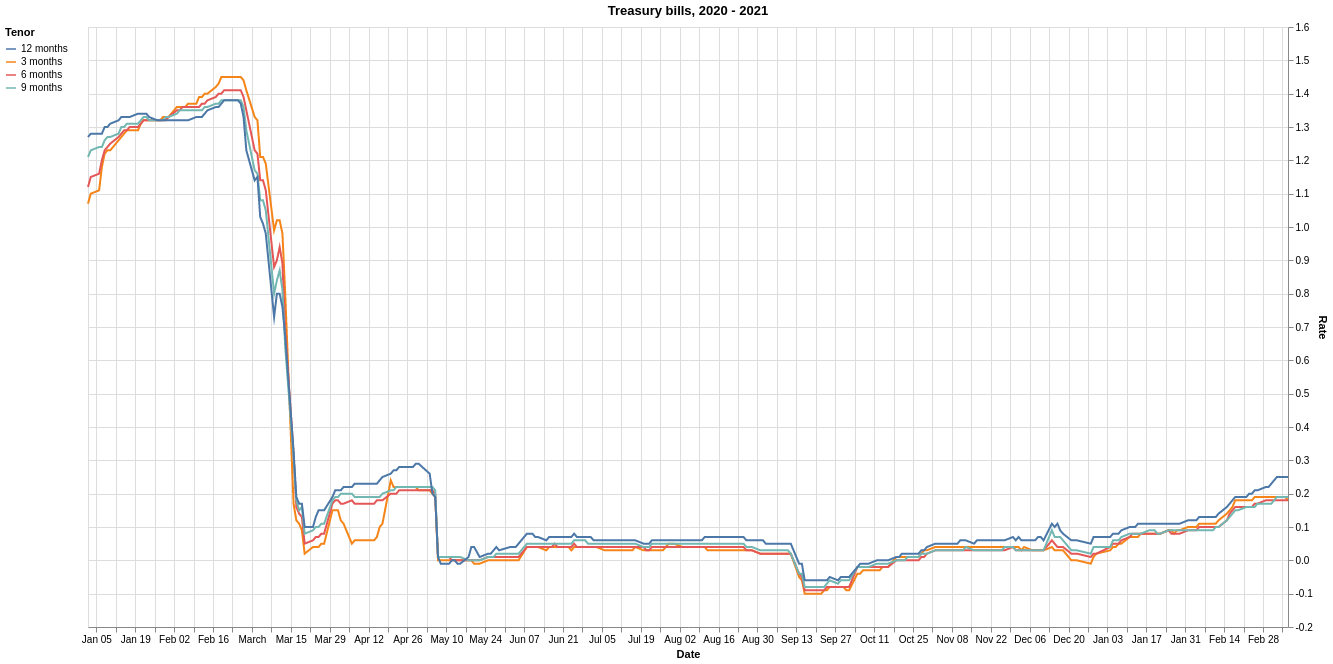 Treasury bills, 2020 - 2021
Tenor
12 months
3 months
6 months
9 months
1.6
1.5
1.4
1.3
1.2
1.1
1.0
0.9
0.8
0.7
0.6
0.5
0.4
0.3
0.2
0.1
0.0
-0.1
-0.2
Rate
Jan 05 Jan 19 Feb 02 Feb 16 March Mar 15 Mar 29 Apr 12 Apr 26 May 10 May 24 Jun 07 Jun 21 Jul 05 Jul 19 Aug 02 Aug 16 Aug 30 Sep 13 Sep 27 Oct 11 Oct 25 Nov 08 Nov 22 Dec 06 Dec 20 Jan 03 Jan 17 Jan 31 Feb 14 Feb 28
Date